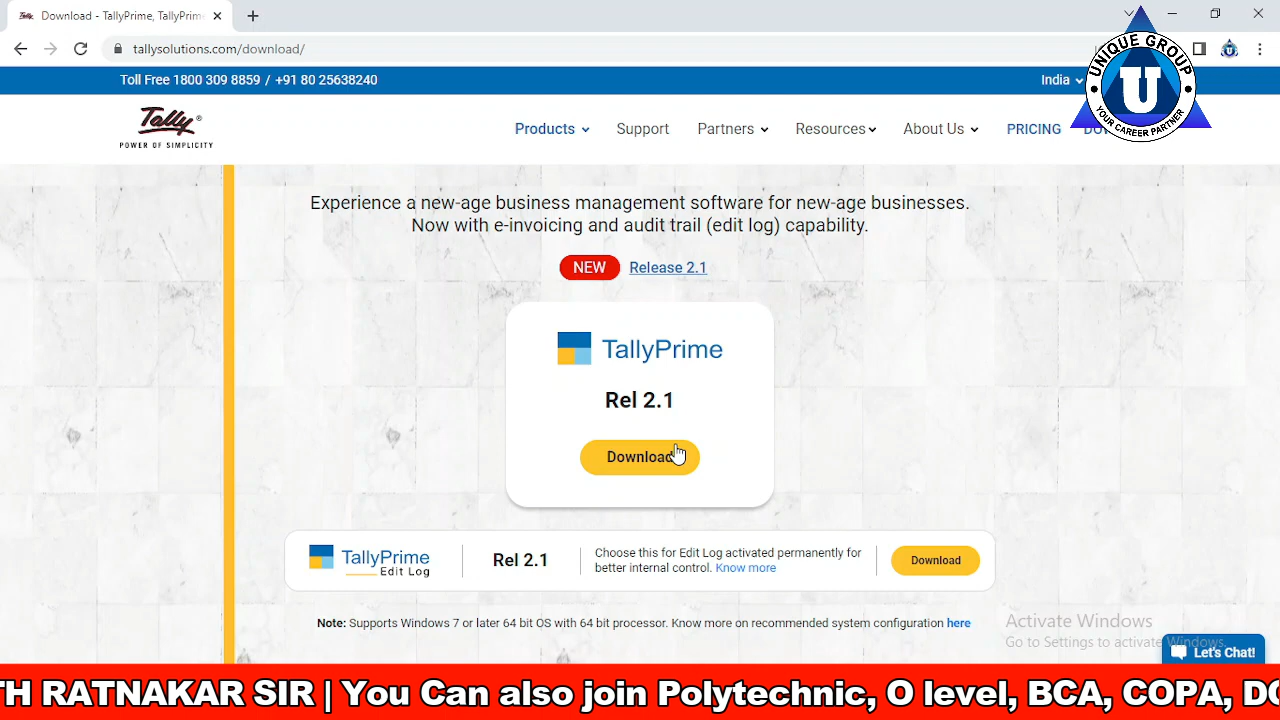 Download - TallyPrime, TallyPrim
tallysolutions.com/download/
UNIQUE GROUP
U
YOUR CAREER PARTNER
Toll Free 1800 309 8859 / +91 80 25638240
India
Tally®
POWER OF SIMPLICITY
Products
Support
Partners
Resources
About Us
PRICING
Experience a new-age business management software for new-age businesses.
Now with e-invoicing and audit trail (edit log) capability.
NEW Release 2.1
TallyPrime
Rel 2.1
Download
TallyPrime
Edit Log
Rel 2.1
Choose this for Edit Log activated permanently for
better internal control. Know more
Download
Note: Supports Windows 7 or later 64 bit OS with 64 bit processor. Know more on recommended system configuration here
Activate Windows
Go to Settings to activate Windows.
Let's Chat!
TH RATNAKAR SIR | You Can also join Polytechnic, O level, BCA, COPA, DC